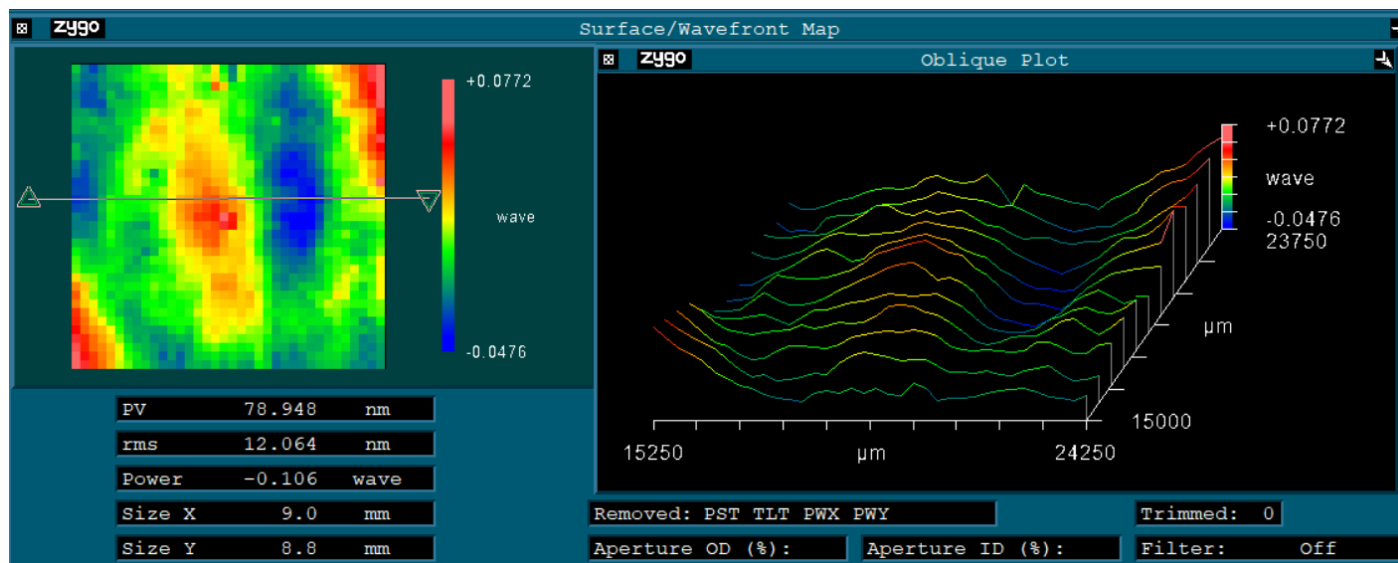 zygo Surface/Wavefront Map
+0.0772
wave
-0.0476
zygo Oblique Plot
+0.0772
wave
-0.0476
23750
µm
15000
15250 µm 24250
PV 78.948 nm
rms 12.064 nm
Power -0.106 wave
Size X 9.0 mm
Size Y 8.8 mm
Removed: PST TLT PWX PWY Trimmed: 0
Aperture OD (%): Aperture ID (%): Filter: Off